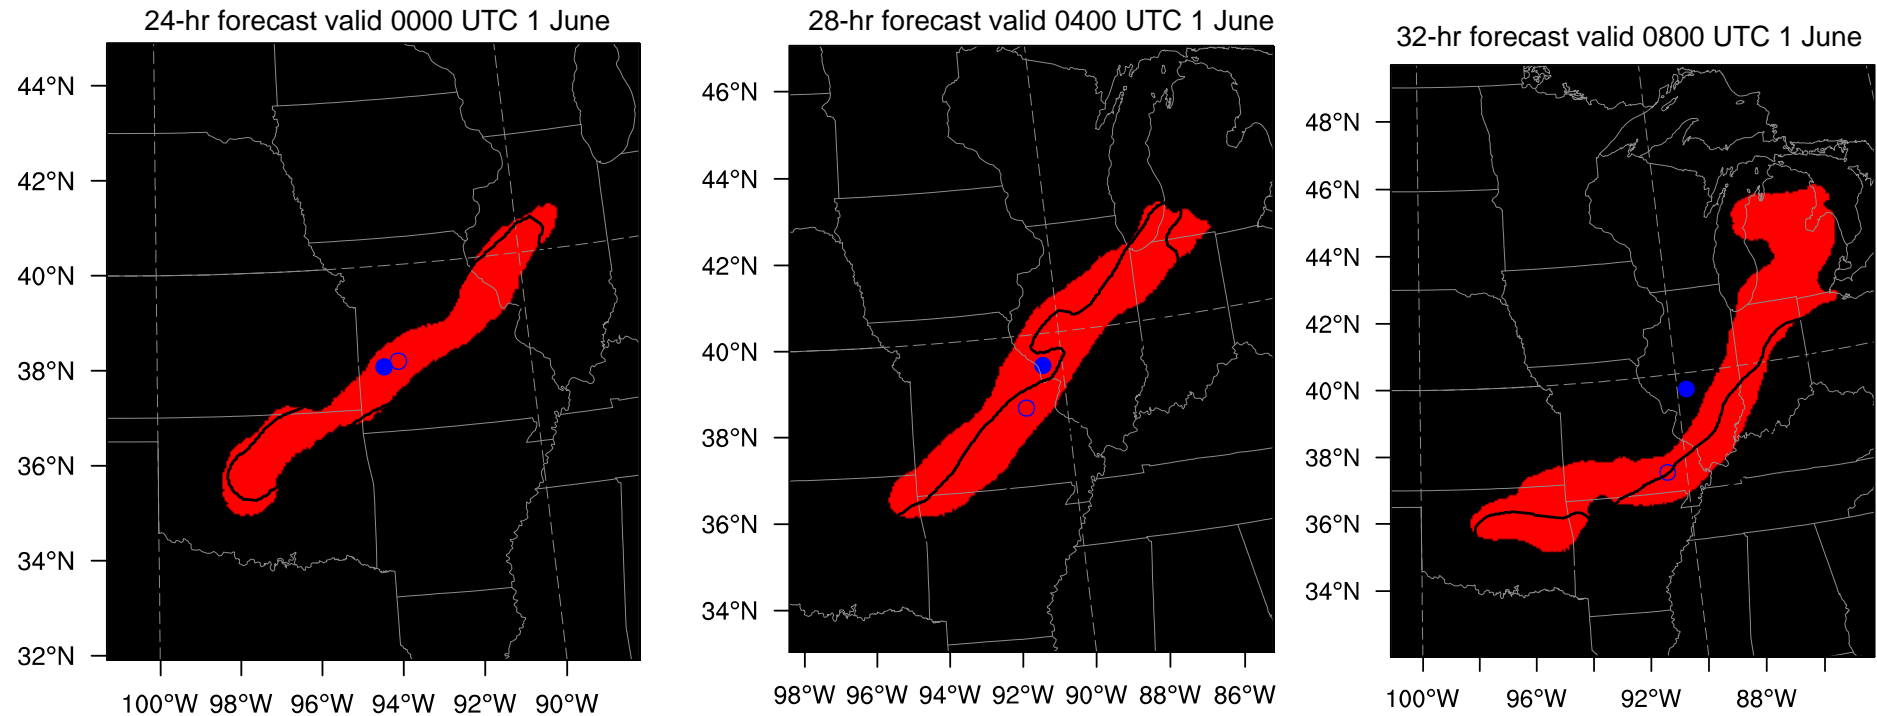 24-hr forecast valid 0000 UTC 1 June
44°N
42°N
40°N
38°N
36°N
34°N
32°N
100°W 98°W 96°W 94°W 92°W 90°W
28-hr forecast valid 0400 UTC 1 June
46°N
44°N
42°N
40°N
38°N
36°N
34°N
98°W 96°W 94°W 92°W 90°W 88°W 86°W
32-hr forecast valid 0800 UTC 1 June
48°N
46°N
44°N
42°N
40°N
38°N
36°N
34°N
100°W 96°W 92°W 88°W